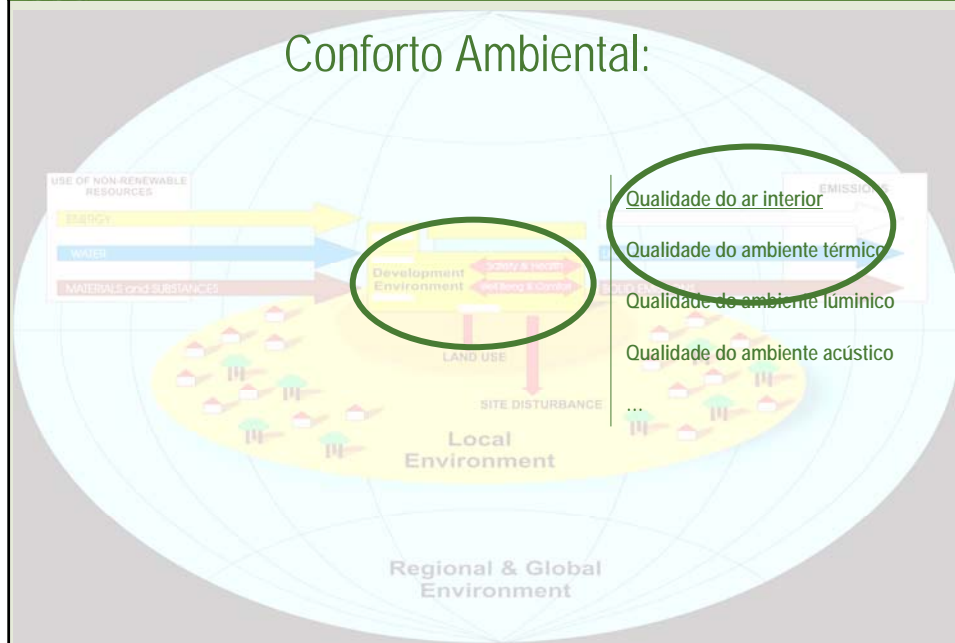 Conforto Ambiental:
USE OF NON-RENEWABLE
RESOURCES
ENERGY
WATER
MATERIALS and SUBSTANCES
Development
Environment
Safety & Health
Well Being & Comfort
EMISSIONS
SOLID EMISSIONS
Qualidade do ar interior
Qualidade do ambiente térmico
Qualidade do ambiente lúminico
Qualidade do ambiente acústico
...
LAND USE
SITE DISTURBANCE
Local
Environment
Regional & Global
Environment